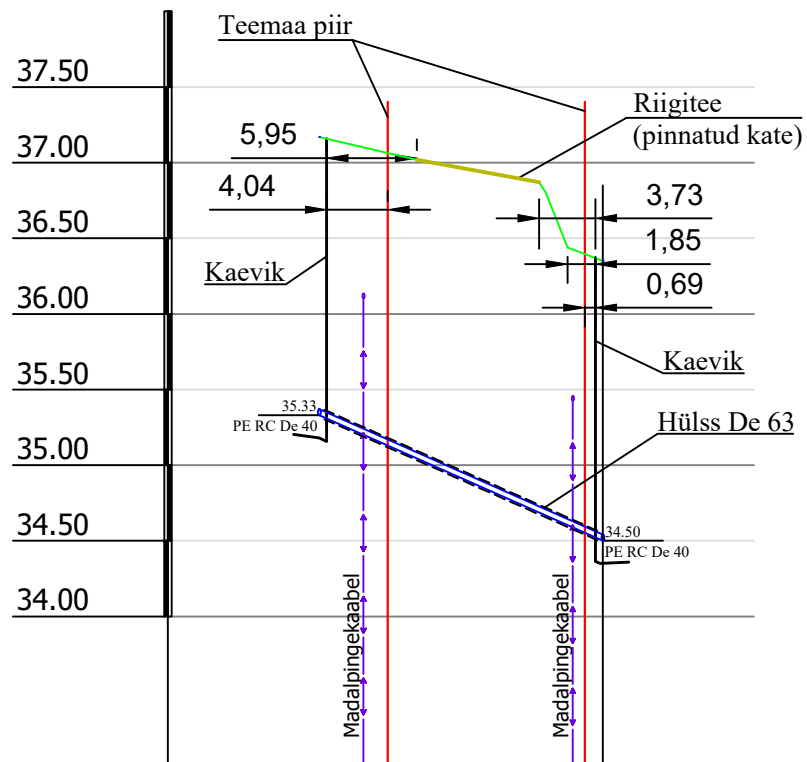 Teemaa piir
37.50
Riigitee
(pinnatud kate)
5,95
37.00
4,04
3,73
36.50
1,85
Kaevik
0,69
36.00
Kaevik
35.50
35.33
PE RC De 40
Hülss De 63
35.00
34.50
34.50
PE RC De 40
34.00
Madalpingekaabel
Madalpingekaabel